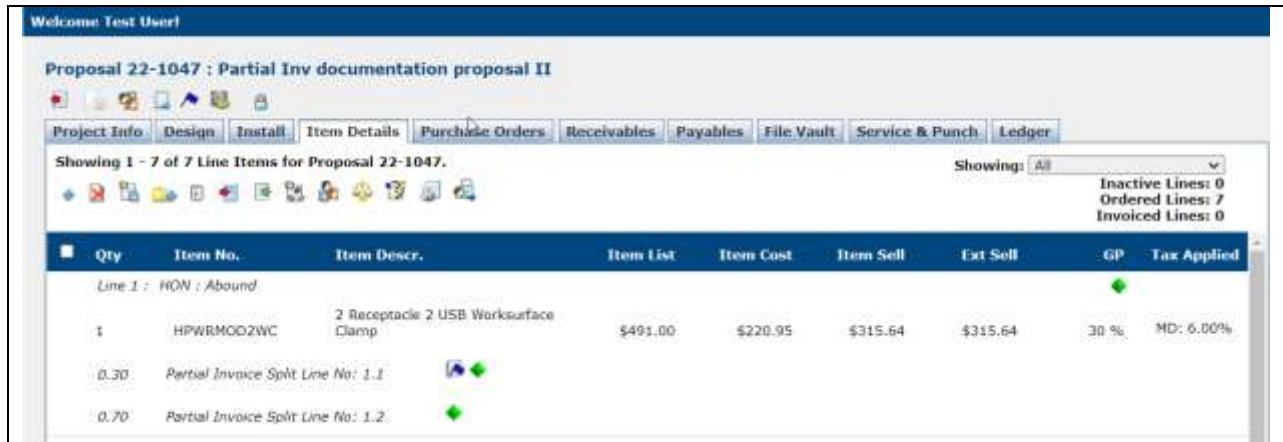 Welcome Test User!
Proposal 22-1047 : Partial Inv documentation proposal II
Project Info Design Install Item Details Purchase Orders Receivables Payables File Vault Service & Punch Ledger
Showing 1 - 7 of 7 Line Items for Proposal 22-1047.
Showing: All
Inactive Lines: 0
Ordered Lines: 7
Invoiced Lines: 0
Qty Item No. Item Descr. Item List Item Cost Item Sell Ext Sell GP Tax Applied
Line 1 : HON : Abound
1 HPWRMOD2WC 2 Receptacle 2 USB Worksurface Clamp $491.00 $220.95 $315.64 $315.64 30 % MD: 6.00%
0.30 Partial Invoice Split Line No: 1.1
0.70 Partial Invoice Split Line No: 1.2